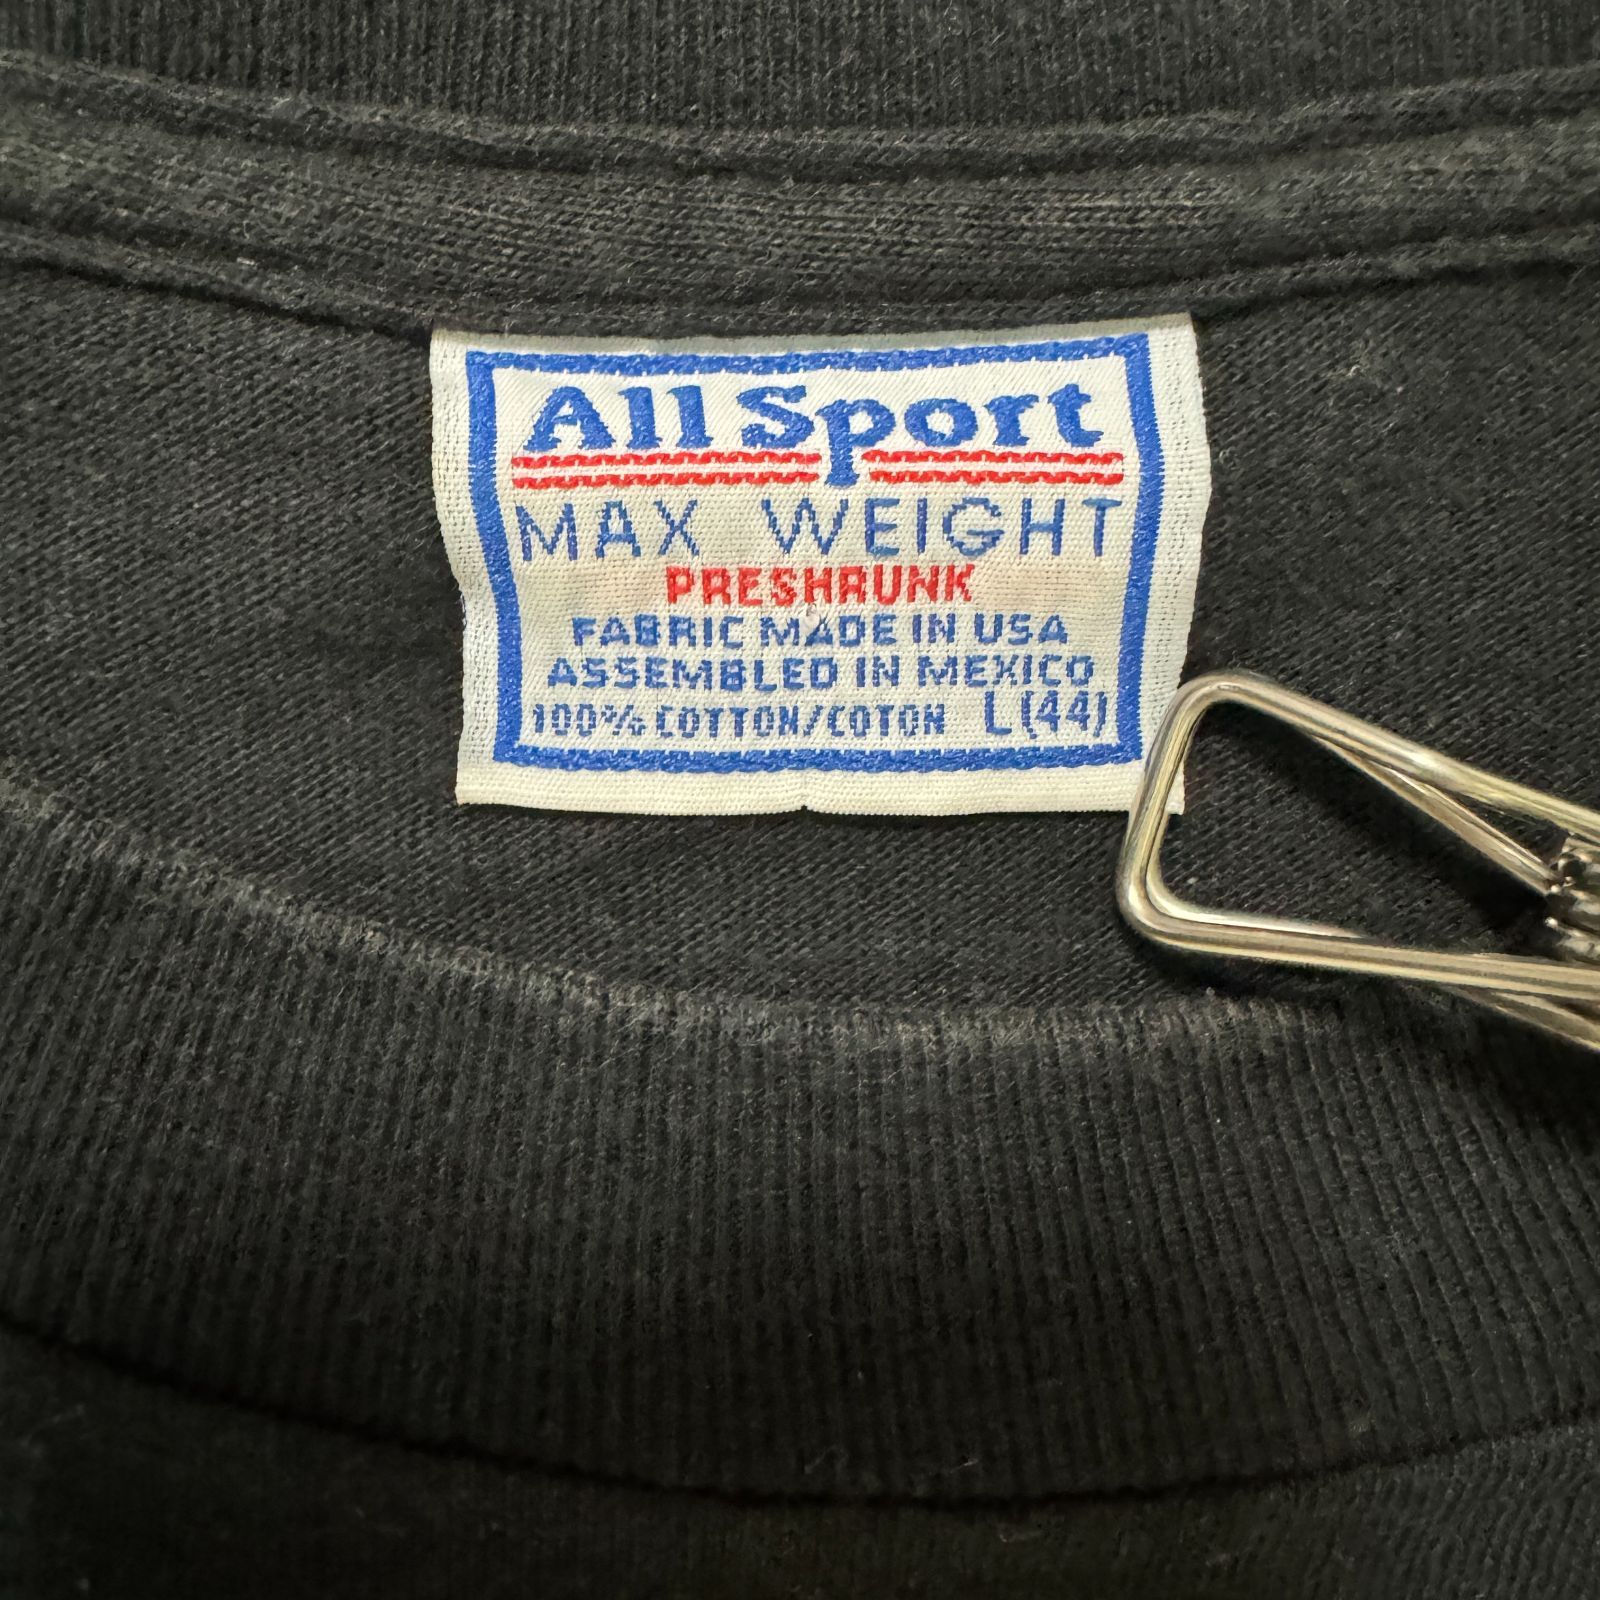 All Sport
MAX WEIGHT
PRESHRUNK
FABRIC MADE IN USA
ASSEMBLED IN MEXICO
100% COTTON/COTON L(44)